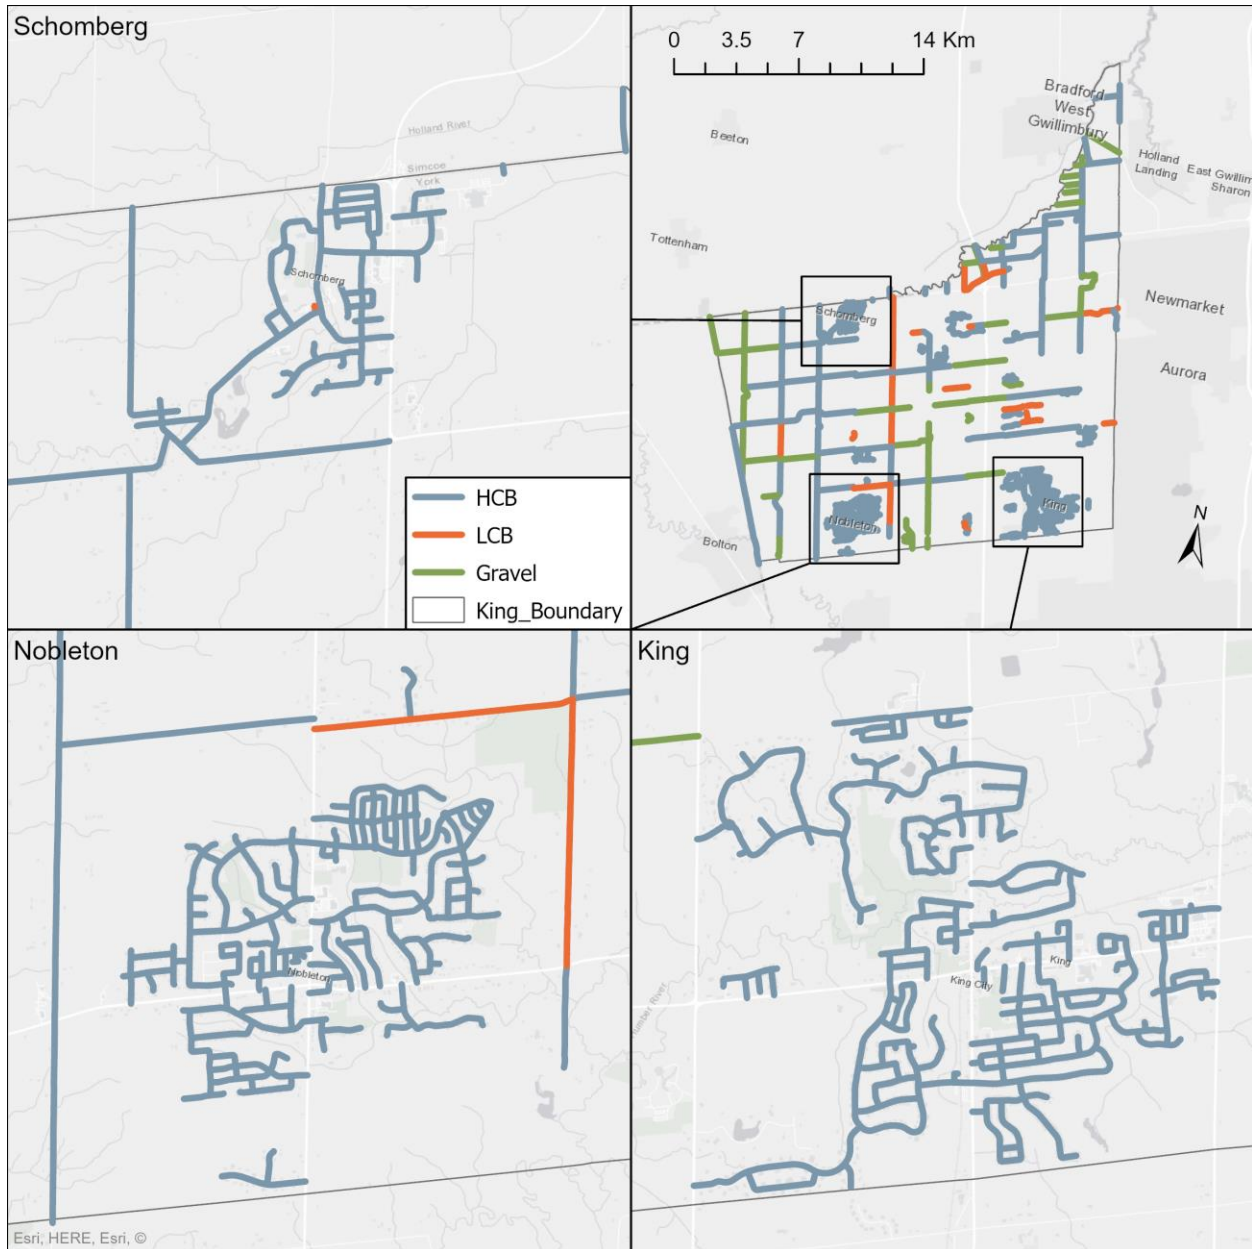 Schomberg
Holland River
Simcoe
York
Schomberg
HCB
LCB
Gravel
King_Boundary
0 3.5 7 14 Km
Bradford
West
Gwillimbury
Beeton
Holland
Landing
East Gwillim
Sharon
Tottenham
Newmarket
Schomberg
Aurora
King
Nobleton
Bolton
N
Nobleton
Nobleton
Esri, HERE, Esri, ©
King
King
King City
umber River